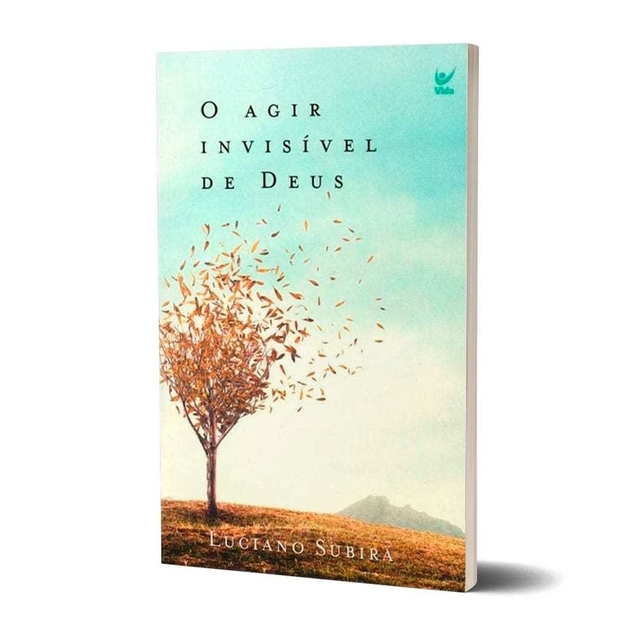 Vida
O AGIR
INVISÍVEL
DE DEUS
LUCIANO SUBIRÁ